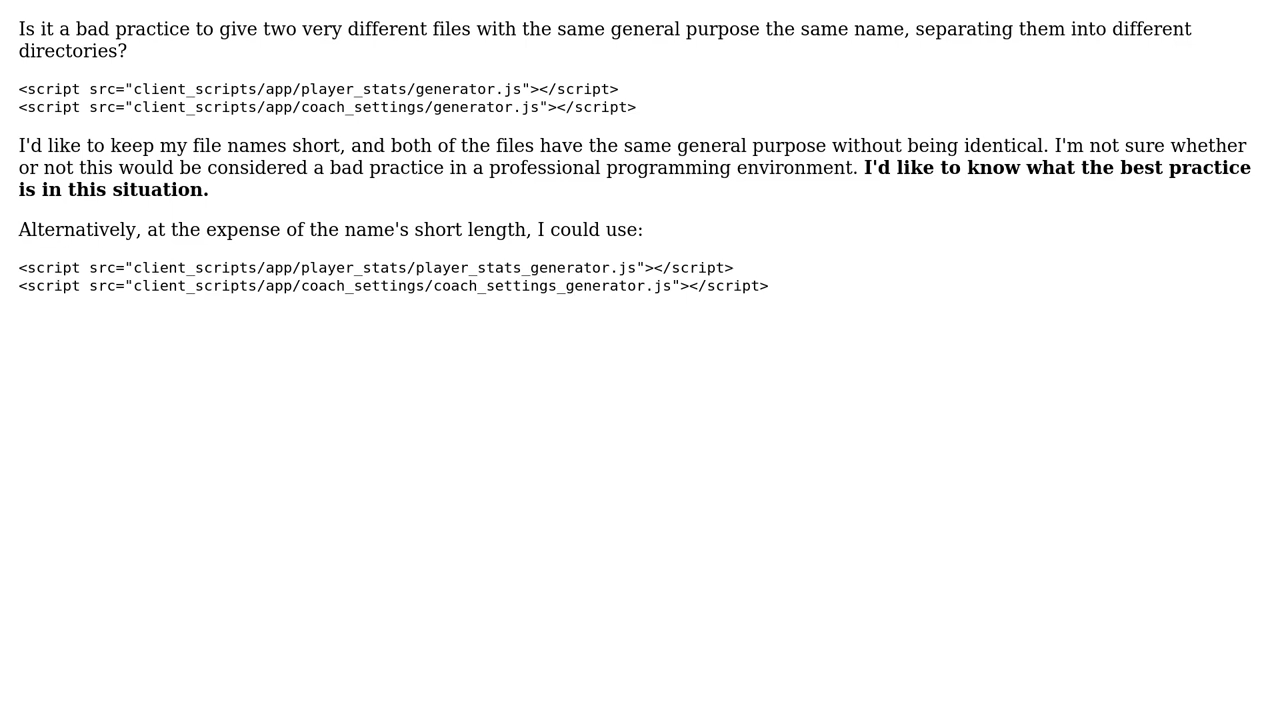 Is it a bad practice to give two very different files with the same general purpose the same name, separating them into different
directories?
<script src="client_scripts/app/player_stats/generator.js"></script>
<script src="client_scripts/app/coach_settings/generator.js"></script>
I'd like to keep my file names short, and both of the files have the same general purpose without being identical. I'm not sure whether
or not this would be considered a bad practice in a professional programming environment. I'd like to know what the best practice
is in this situation.
Alternatively, at the expense of the name's short length, I could use:
<script src="client_scripts/app/player_stats/player_stats_generator.js"></script>
<script src="client_scripts/app/coach_settings/coach_settings_generator.js"></script>